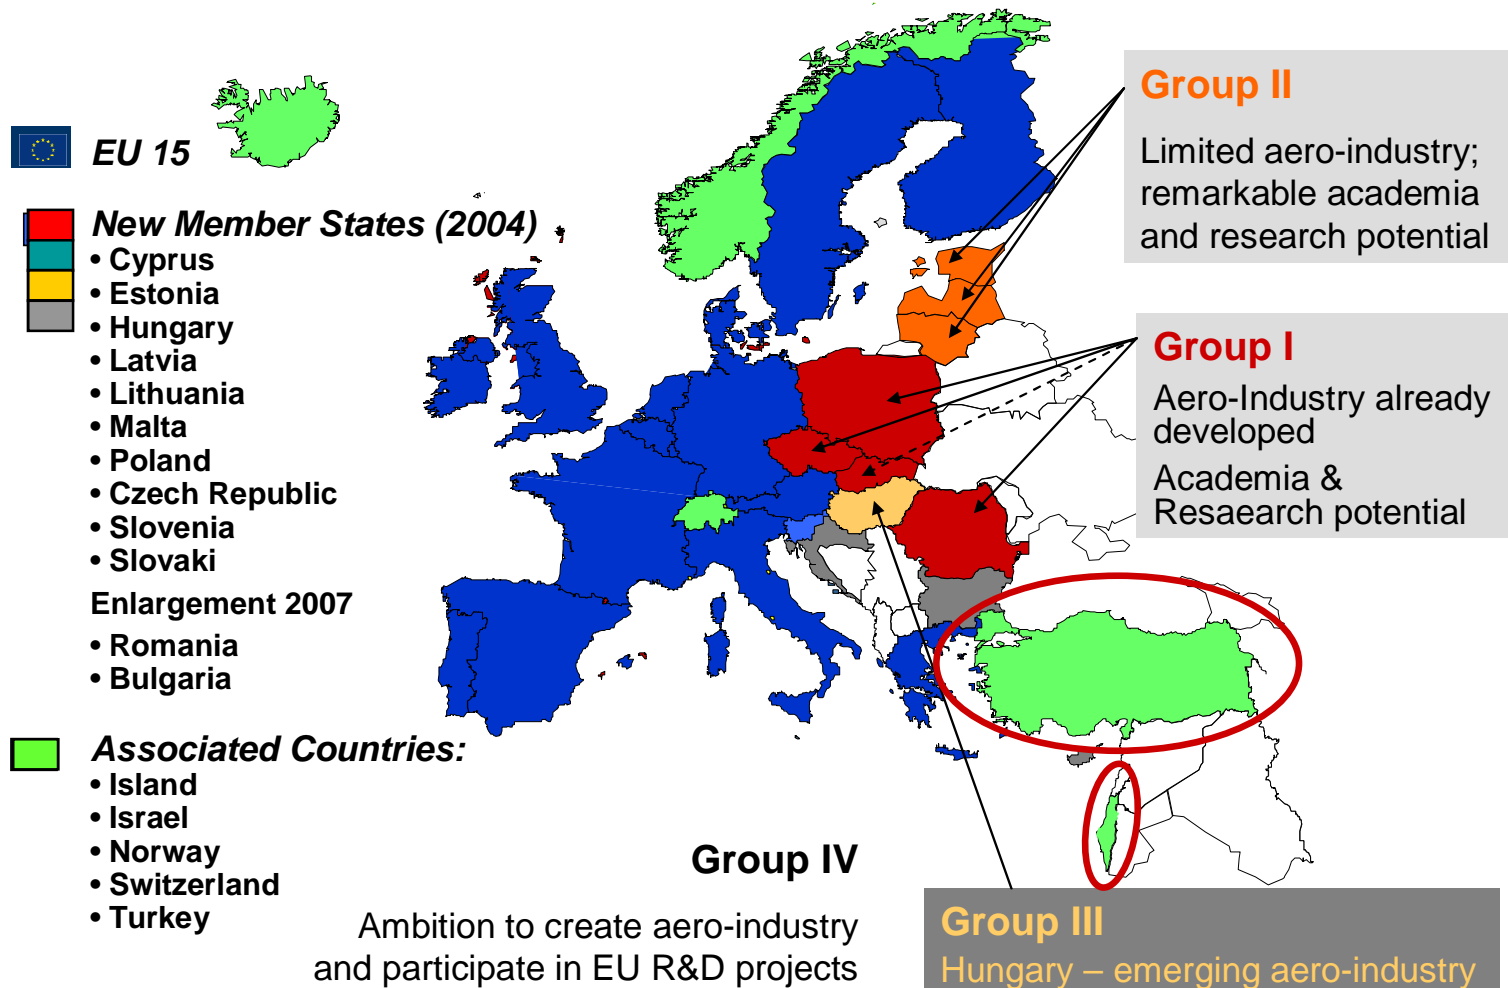 EU 15
New Member States (2004)
• Cyprus
• Estonia
• Hungary
• Latvia
• Lithuania
• Malta
• Poland
• Czech Republic
• Slovenia
• Slovaki
Enlargement 2007
• Romania
• Bulgaria
Associated Countries:
• Island
• Israel
• Norway
• Switzerland
• Turkey
Group II
Limited aero-industry;
remarkable academia
and research potential
Group I
Aero-Industry already
developed
Academia &
Resaearch potential
Group IV
Ambition to create aero-industry
and participate in EU R&D projects
Group III
Hungary – emerging aero-industry